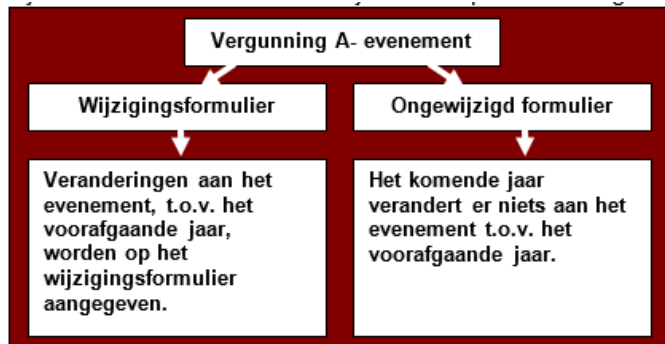 Vergunning A- evenement
Wijzigingsformulier
Ongewijzigd formulier
Veranderingen aan het
evenement, t.o.v. het
voorafgaande jaar,
worden op het
wijzigingsformulier
aangegeven.
Het komende jaar
verandert er niets aan het
evenement t.o.v. het
voorafgaande jaar.